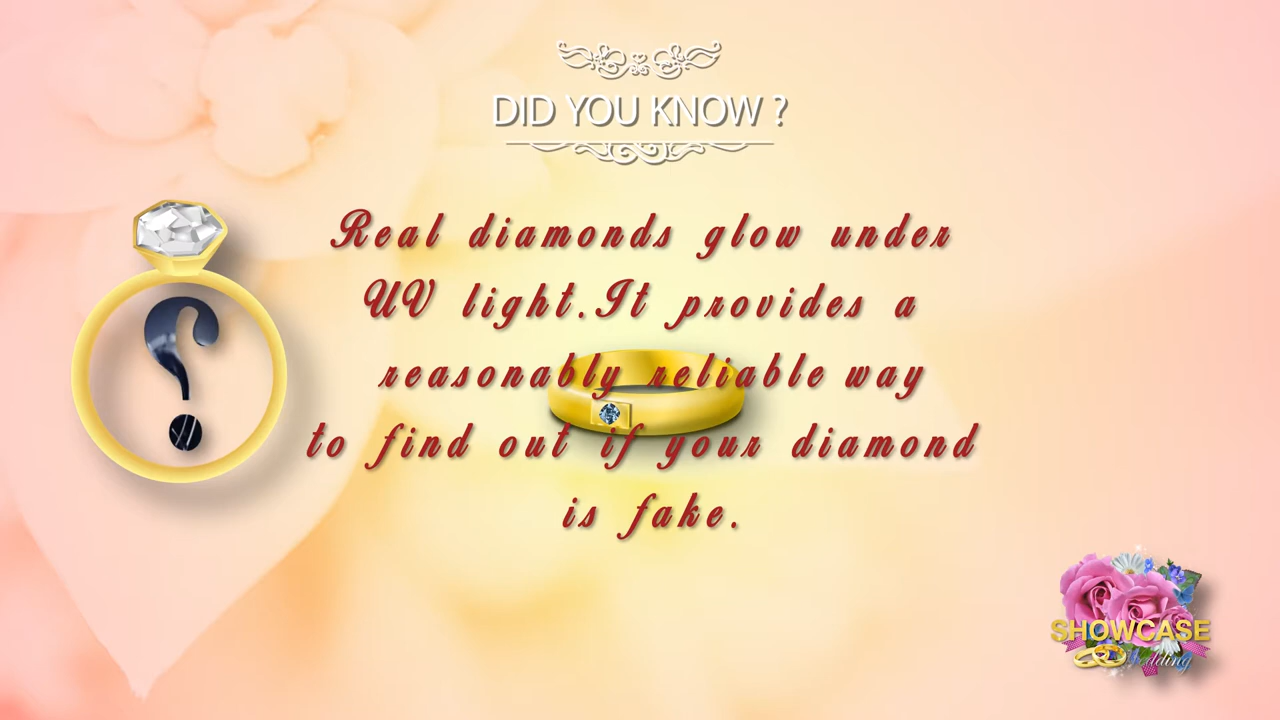 DID YOU KNOW ?
Real diamonds glow under
UV light.It provides a
reasonably reliable way
to find out if your diamond
is fake.
SHOWCASE
Wedding